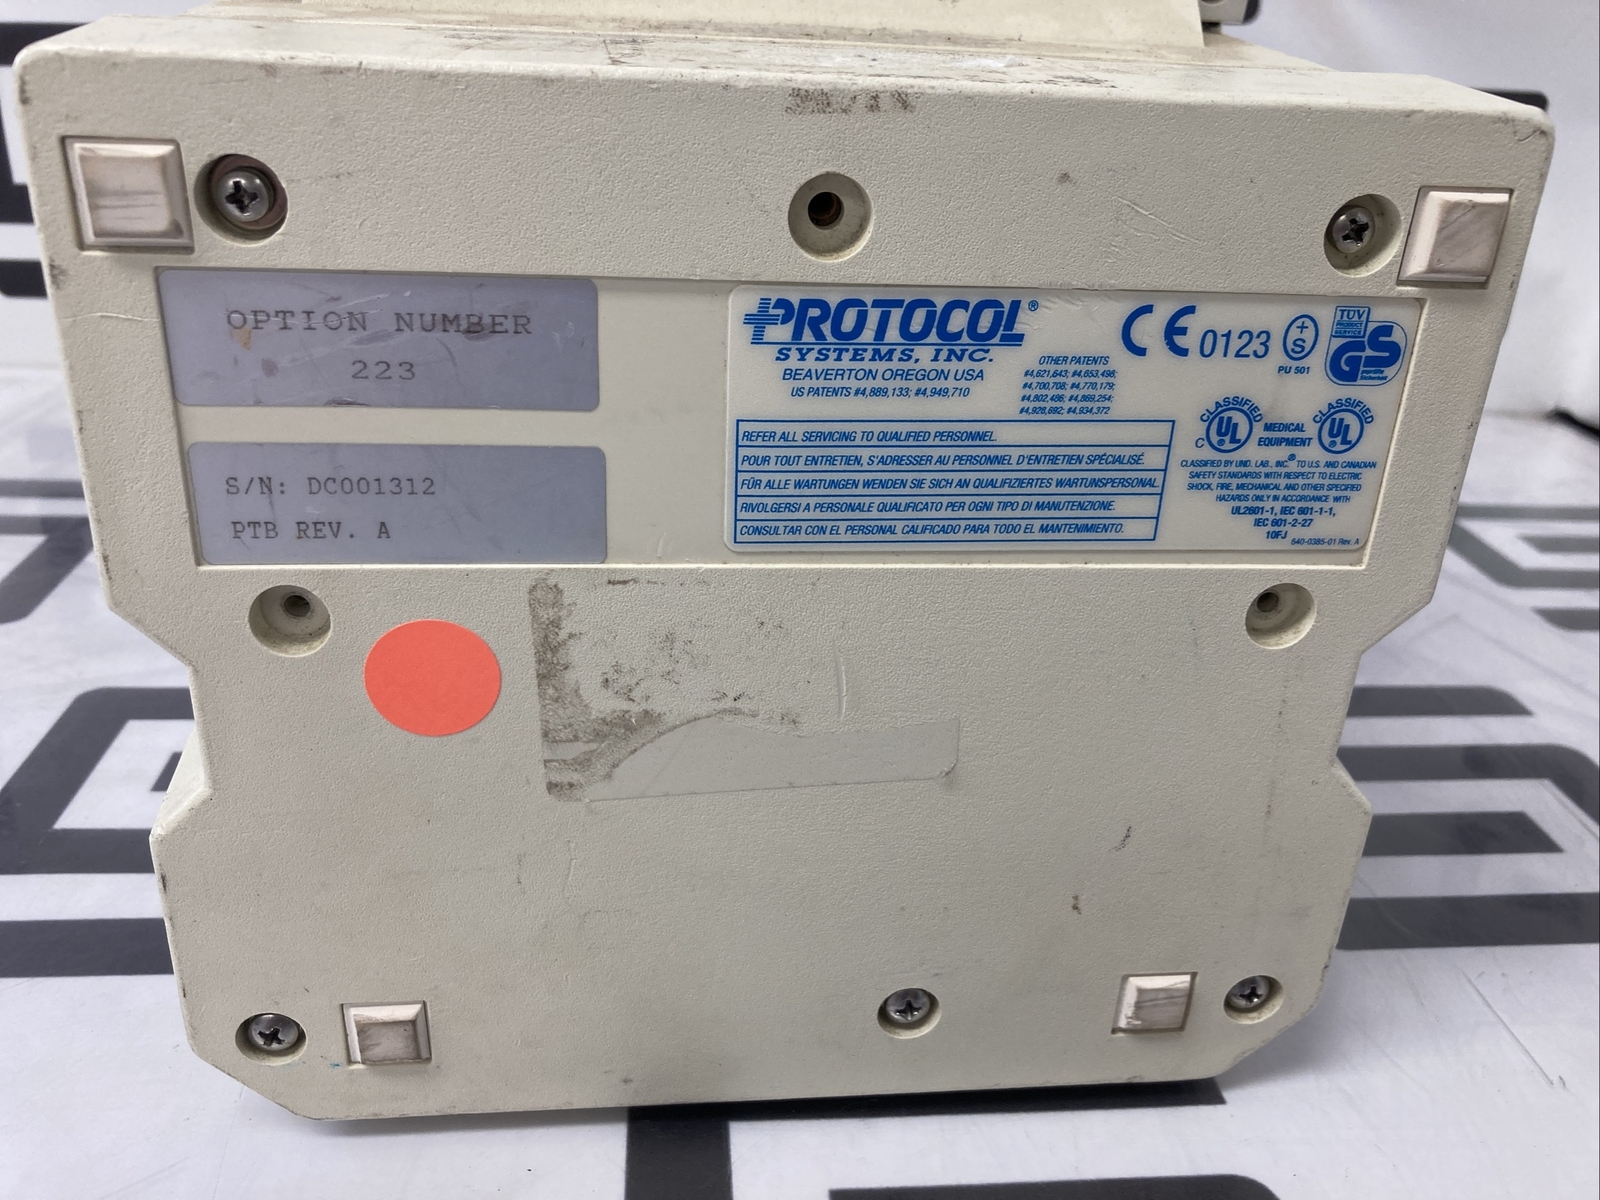 OPTION NUMBER
223
S/N: DC001312
PTB REV. A
PROTOCOL®
SYSTEMS, INC.
BEAVERTON OREGON USA
US PATENTS #4,889,133; #4,949,710
OTHER PATENTS
#4,621,643; #4,653,498;
#4,700,708; #4,770,179;
#4,802,486; #4,869,254;
#4,928,692; #4,934,372
REFER ALL SERVICING TO QUALIFIED PERSONNEL.
POUR TOUT ENTRETIEN, S'ADRESSER AU PERSONNEL D'ENTRETIEN SPÉCIALISÉ.
FÜR ALLE WARTUNGEN WENDEN SIE SICH AN QUALIFIZIERTES WARTUNSPERSONAL.
RIVOLGERSI A PERSONALE QUALIFICATO PER OGNI TIPO DI MANUTENZIONE.
CONSULTAR CON EL PERSONAL CALIFICADO PARA TODO EL MANTENIMIENTO.
CE 0123
+
S
PU 501
TÜV
PRODUCT
SERVICE
GS
geprüfte
Sicherheit
CLASSIFIED
C UL ®
MEDICAL
EQUIPMENT
CLASSIFIED
UL ®
CLASSIFIED BY UND. LAB., INC.® TO U.S. AND CANADIAN
SAFETY STANDARDS WITH RESPECT TO ELECTRIC
SHOCK, FIRE, MECHANICAL AND OTHER SPECIFIED
HAZARDS ONLY IN ACCORDANCE WITH
UL2601-1, IEC 601-1-1,
IEC 601-2-27
10FJ
640-0385-01 Rev. A